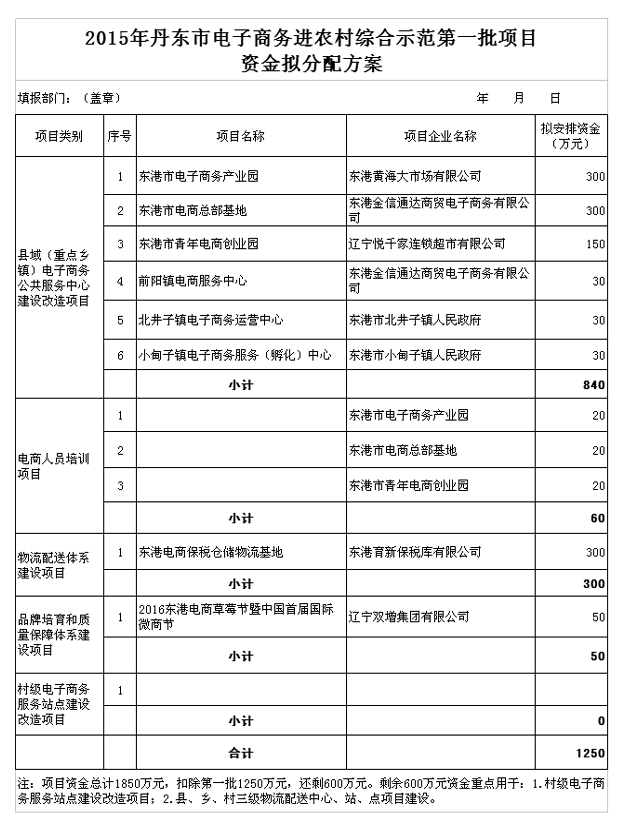 2015年丹东市电子商务进农村综合示范第一批项目
资金拟分配方案
填报部门：（盖章） 年 月 日
项目类别 序号 项目名称 项目企业名称 拟安排资金（万元）
县域（重点乡镇）电子商务公共服务中心建设改造项目
1 东港市电子商务产业园 东港黄海大市场有限公司 300
2 东港市电商总部基地 东港金信通达商贸电子商务有限公司 300
3 东港市青年电商创业园 辽宁悦千家连锁超市有限公司 150
4 前阳镇电商服务中心 东港金信通达商贸电子商务有限公司 30
5 北井子镇电子商务运营中心 东港市北井子镇人民政府 30
6 小甸子镇电子商务服务（孵化）中心 东港市小甸子镇人民政府 30
小计 840
电商人员培训项目
1 东港市电子商务产业园 20
2 东港市电商总部基地 20
3 东港市青年电商创业园 20
小计 60
物流配送体系建设项目
1 东港电商保税仓储物流基地 东港育新保税库有限公司 300
小计 300
品牌培育和质量保障体系建设项目
1 2016东港电商草莓节暨中国首届国际微商节 辽宁双增集团有限公司 50
小计 50
村级电子商务服务站点建设改造项目
1
小计 0
合计 1250
注：项目资金总计1850万元，扣除第一批1250万元，还剩600万元。剩余600万元资金重点用于：1.村级电子商
务服务站点建设改造项目；2.县、乡、村三级物流配送中心、站、点项目建设。